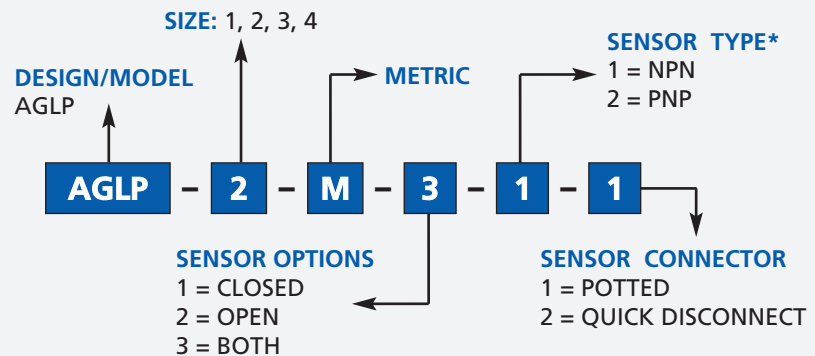 SIZE: 1, 2, 3, 4
DESIGN/MODEL
AGLP
METRIC
SENSOR TYPE*
1 = NPN
2 = PNP
AGLP - 2 - M - 3 - 1 - 1
SENSOR OPTIONS
1 = CLOSED
2 = OPEN
3 = BOTH
SENSOR CONNECTOR
1 = POTTED
2 = QUICK DISCONNECT